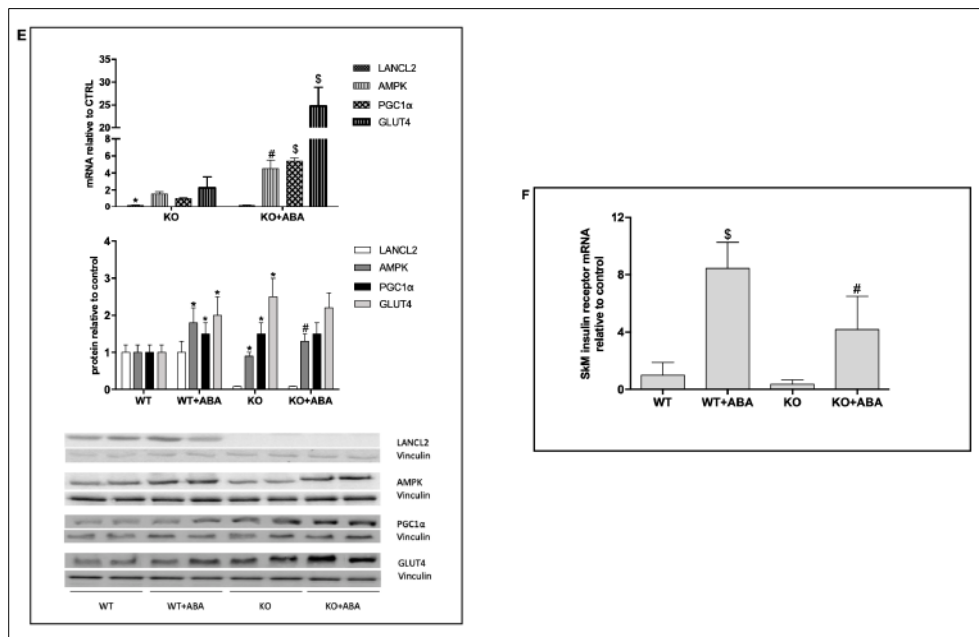 E
mRNA relative to CTRL
30
25
20
15
10
6
4
2
0
*
#
$
$
KO
KO+ABA
LANCL2
AMPK
PGC1α
GLUT4
protein relative to control
4
3
2
1
0
*
*
*
*
*
*
#
WT
WT+ABA
KO
KO+ABA
LANCL2
AMPK
PGC1α
GLUT4
LANCL2
Vinculin
AMPK
Vinculin
PGC1α
Vinculin
GLUT4
Vinculin
WT
WT+ABA
KO
KO+ABA
F
SkM insulin receptor mRNA
relative to control
12
8
4
0
$
#
WT
WT+ABA
KO
KO+ABA